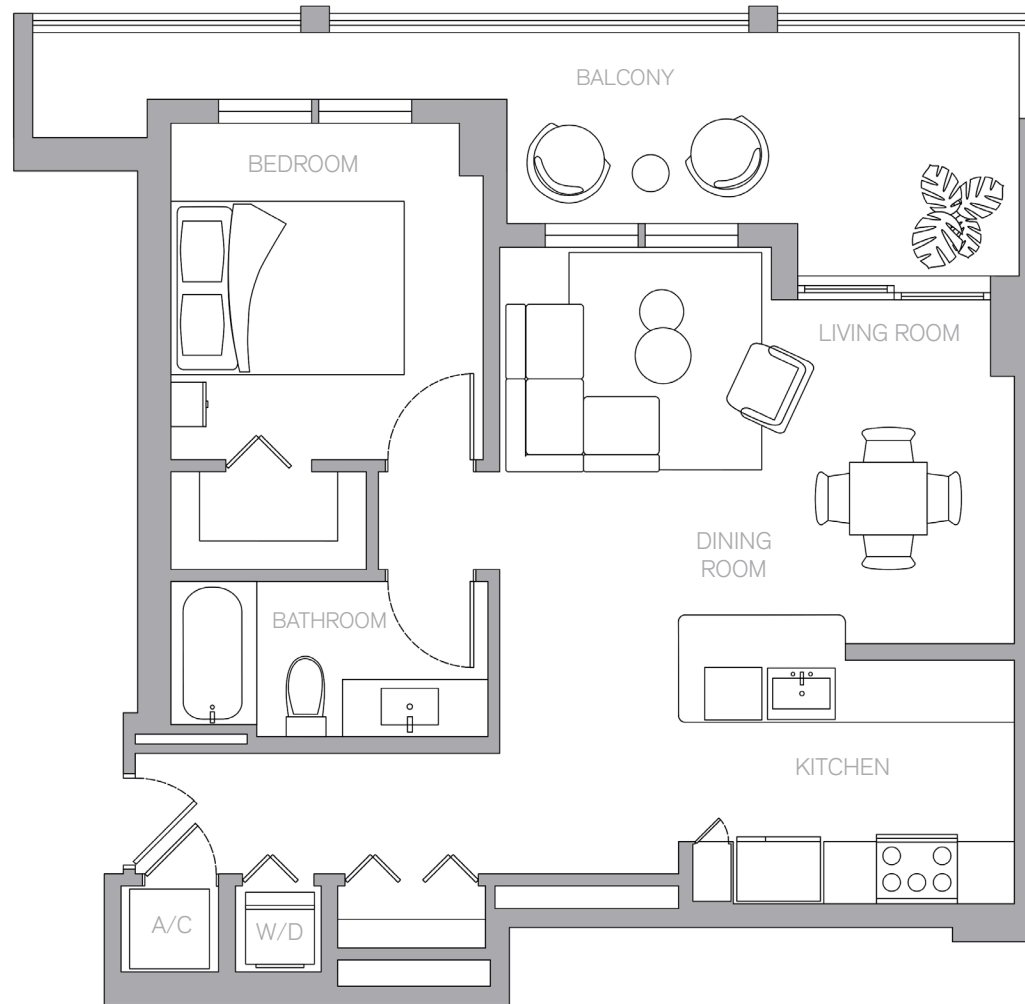 BALCONY
BEDROOM
LIVING ROOM
DINING
ROOM
BATHROOM
KITCHEN
A/C
W/D